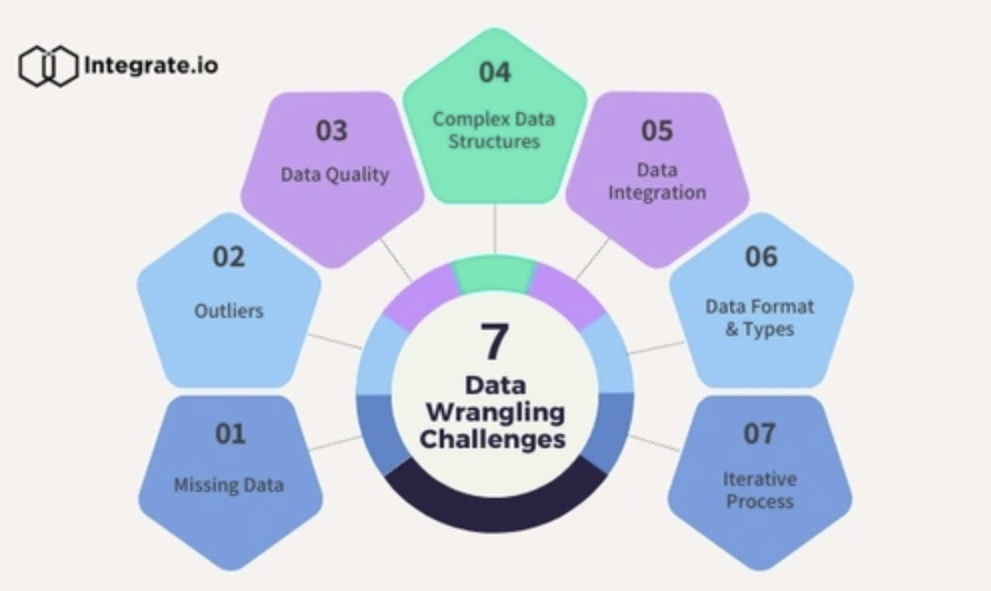 Integrate.io
01
Missing Data
02
Outliers
03
Data Quality
04
Complex Data
Structures
05
Data
Integration
06
Data Format
& Types
07
Iterative
Process
7
Data
Wrangling
Challenges